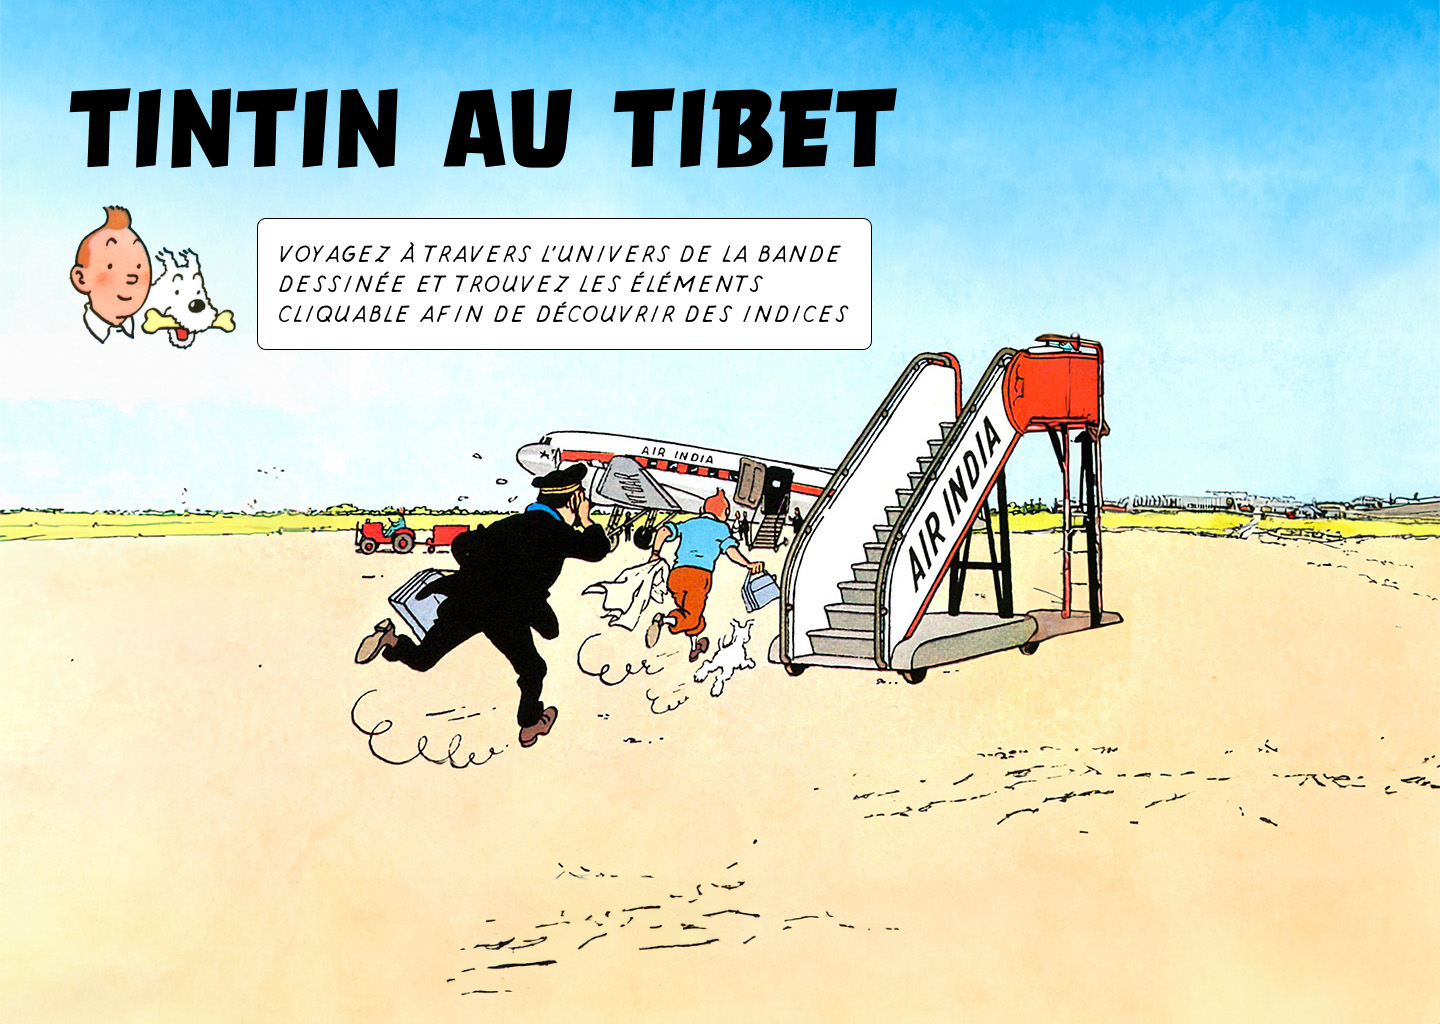 TINTIN AU TIBET
VOYAGEZ À TRAVERS L'UNIVERS DE LA BANDE
DESSINÉE ET TROUVEZ LES ÉLÉMENTS
CLIQUABLE AFIN DE DÉCOUVRIR DES INDICES
AIR INDIA
AIR INDIA